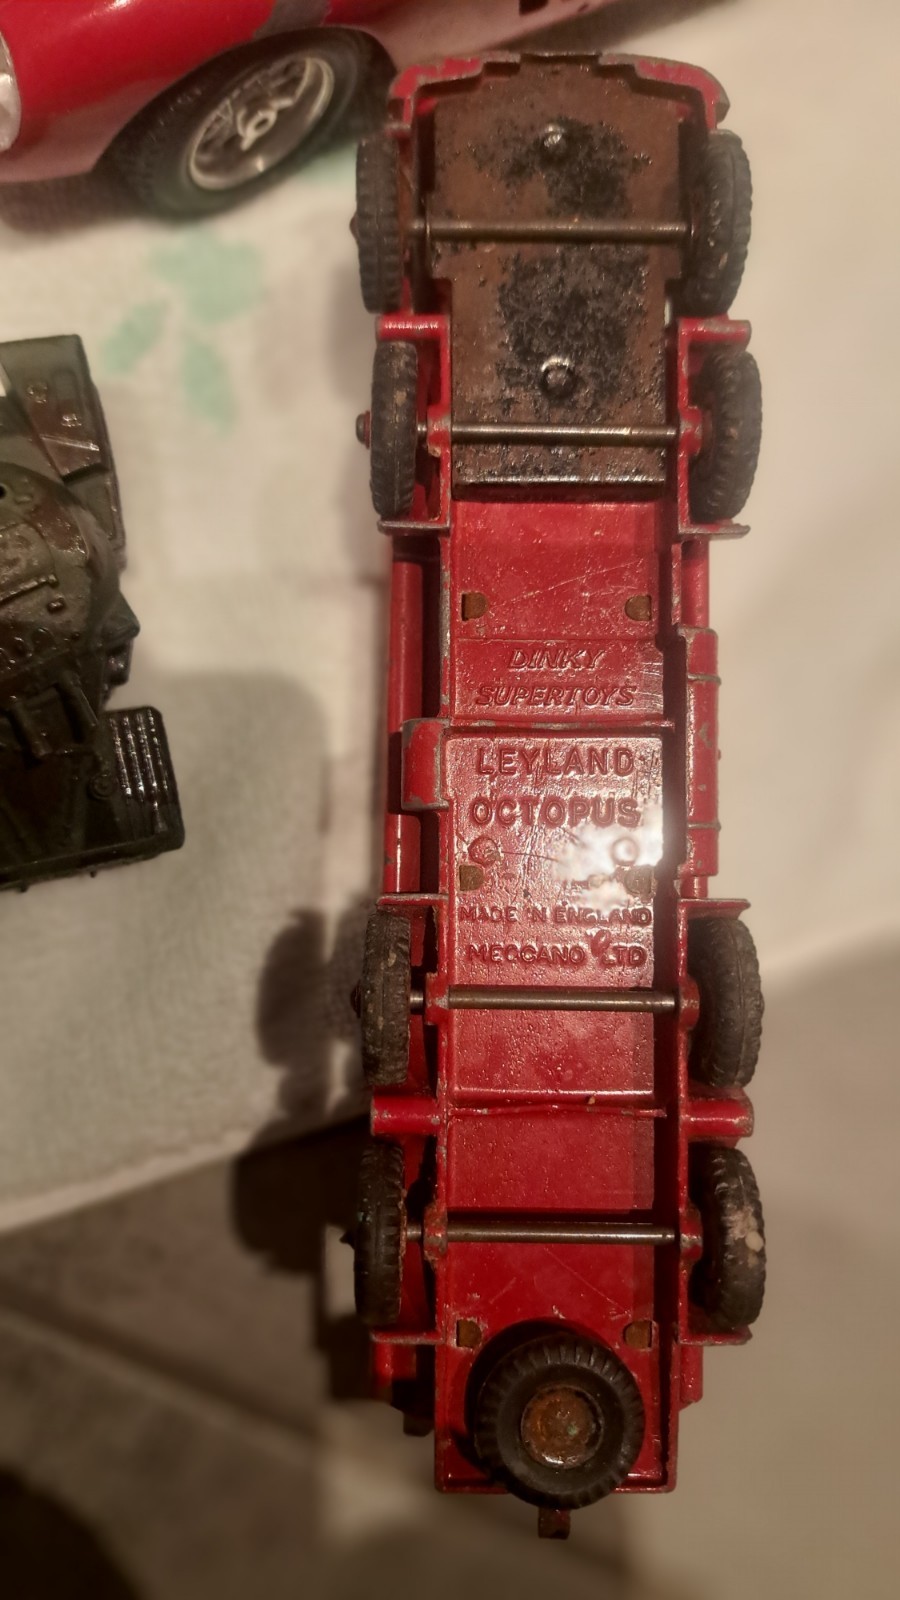 DINKY
SUPERTOYS
LEYLAND
OCTOPUS
MADE IN ENGLAND
MECCANO LTD